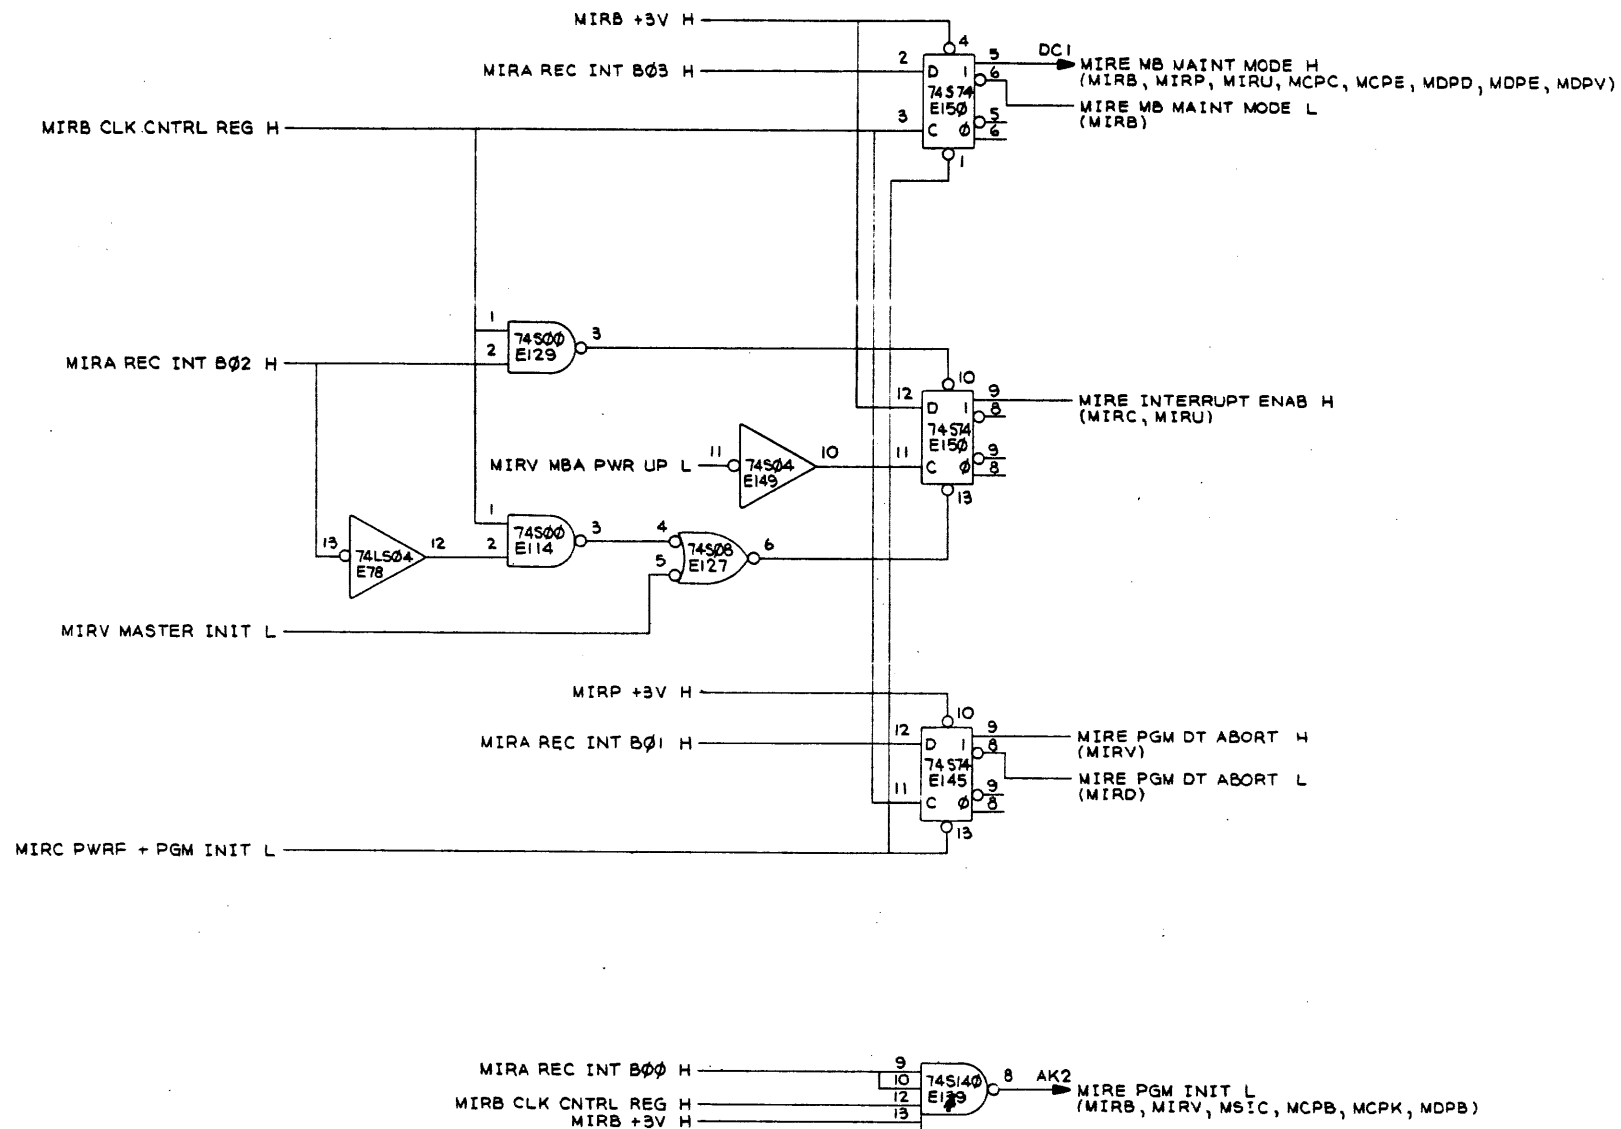 MIRB +3V H
4
MIRA REC INT BØ3 H
2
D 1
5
DC1
MIRE MB MAINT MODE H
6
(MIRB, MIRP, MIRU, MCPC, MCPE, MDPD, MDPE, MDPV)
74S74
E15Ø
MIRE MB MAINT MODE L
(MIRB)
MIRB CLK CNTRL REG H
3
C Ø
5
6
1
1
74SØØ
E129
3
MIRA REC INT BØ2 H
2
10
12
D 1
9
MIRE INTERRUPT ENAB H
8
(MIRC, MIRU)
74S74
E15Ø
MIRV MBA PWR UP L
11
74SØ4
E149
10
11
C Ø
9
8
13
1
74SØØ
E114
3
4
74SØ8
E127
6
13
74LSØ4
E78
12
2
5
MIRV MASTER INIT L
MIRP +3V H
10
MIRA REC INT BØ1 H
12
D 1
9
MIRE PGM DT ABORT H
8
(MIRV)
74S74
E145
MIRE PGM DT ABORT L
(MIRD)
11
C Ø
9
8
13
MIRC PWRF + PGM INIT L
MIRA REC INT BØØ H
9
10
74S14Ø
8
AK2
MIRE PGM INIT L
MIRB CLK CNTRL REG H
12
(MIRB, MIRV, MSIC, MCPB, MCPK, MDPB)
MIRB +3V H
13